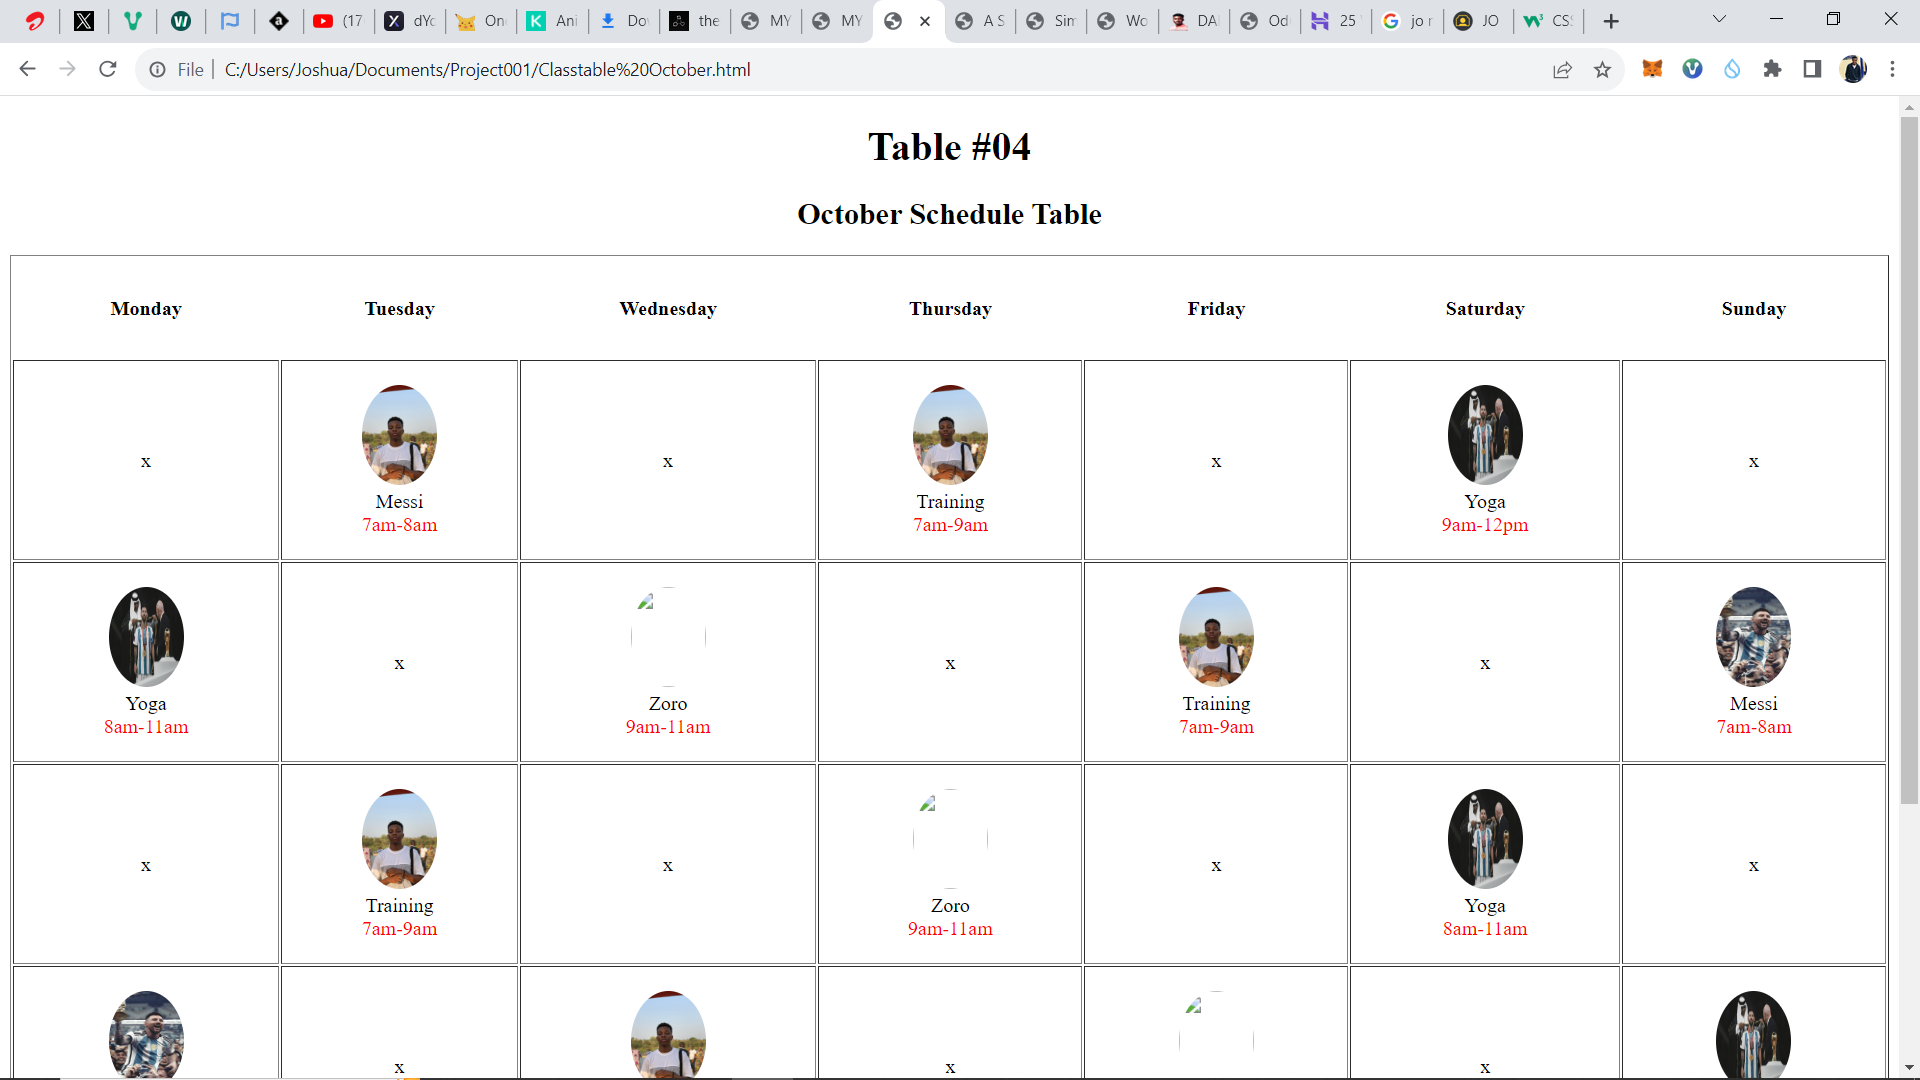 (17
dYo
On
Ani
Do
the
MY
MY
A S
Sim
Wo
DA
Od
25
jo r
JO
CSS
File
C:/Users/Joshua/Documents/Project001/Classtable%20October.html
Table #04
October Schedule Table
Monday Tuesday Wednesday Thursday Friday Saturday Sunday
x Messi x Training x Yoga x
7am-8am 7am-9am 9am-12pm
Yoga x Zoro x Training x Messi
8am-11am 9am-11am 7am-9am 7am-8am
x Training x Zoro x Yoga x
7am-9am 9am-11am 8am-11am
x x x